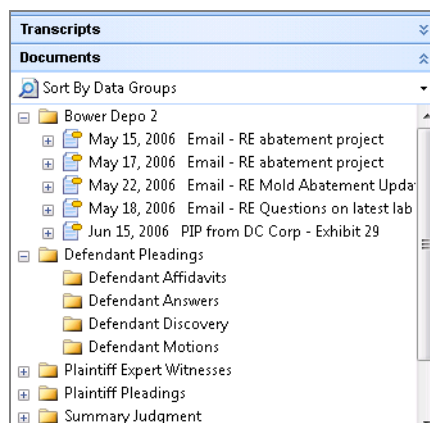 Transcripts
Documents
Sort By Data Groups
Bower Depo 2
May 15, 2006 Email - RE abatement project
May 17, 2006 Email - RE abatement project
May 22, 2006 Email - RE Mold Abatement Updat
May 18, 2006 Email - RE Questions on latest lab
Jun 15, 2006 PIP from DC Corp - Exhibit 29
Defendant Pleadings
Defendant Affidavits
Defendant Answers
Defendant Discovery
Defendant Motions
Plaintiff Expert Witnesses
Plaintiff Pleadings
Summary Judgment